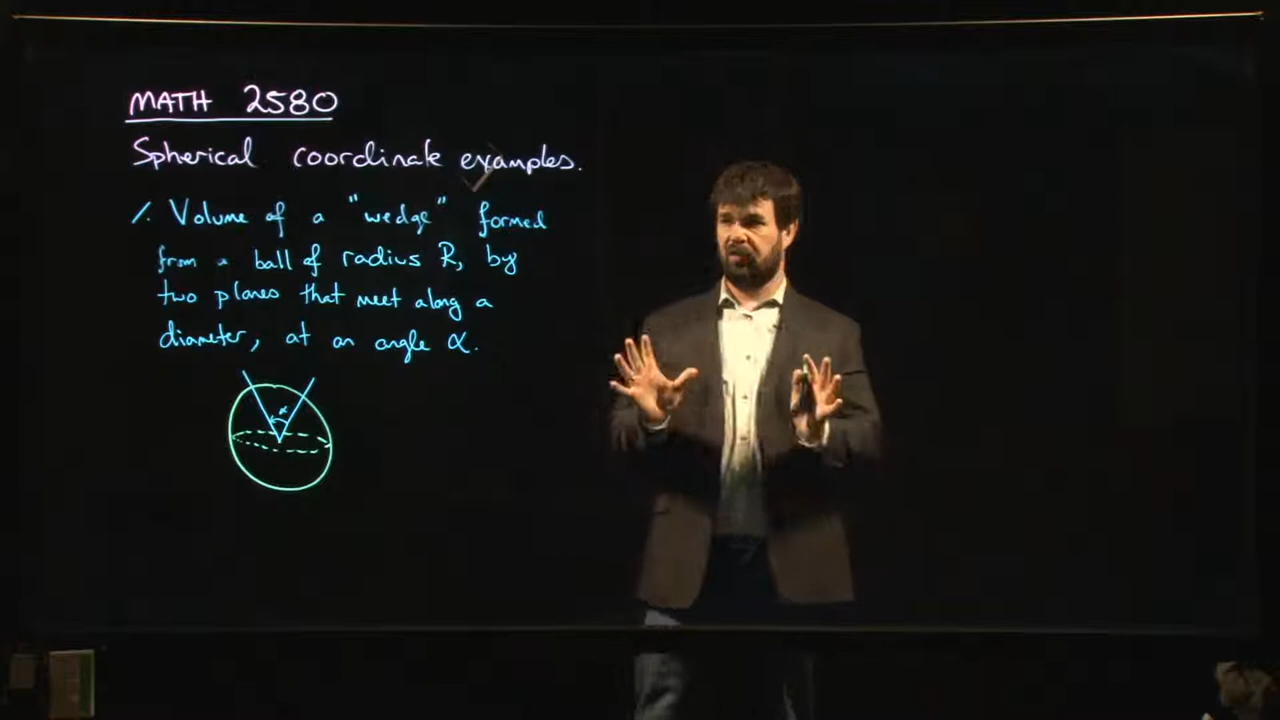 MATH 2580
Spherical coordinate examples.
1. Volume of a "wedge" formed
from a ball of radius R, by
two planes that meet along a
diameter, at an angle α.
α